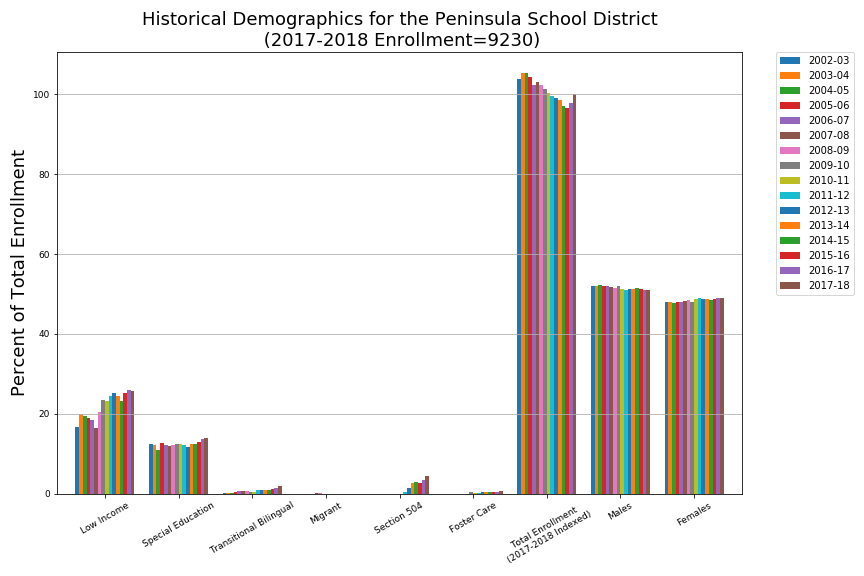 Historical Demographics for the Peninsula School District
(2017-2018 Enrollment=9230)
Percent of Total Enrollment
100
80
60
40
20
0
Low Income
Special Education
Transitional Bilingual
Migrant
Section 504
Foster Care
Total Enrollment
(2017-2018 Indexed)
Males
Females
2002-03
2003-04
2004-05
2005-06
2006-07
2007-08
2008-09
2009-10
2010-11
2011-12
2012-13
2013-14
2014-15
2015-16
2016-17
2017-18